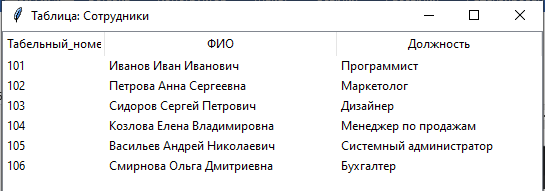 Таблица: Сотрудники
Табельный_номе ФИО Должность
101 Иванов Иван Иванович Программист
102 Петрова Анна Сергеевна Маркетолог
103 Сидоров Сергей Петрович Дизайнер
104 Козлова Елена Владимировна Менеджер по продажам
105 Васильев Андрей Николаевич Системный администратор
106 Смирнова Ольга Дмитриевна Бухгалтер